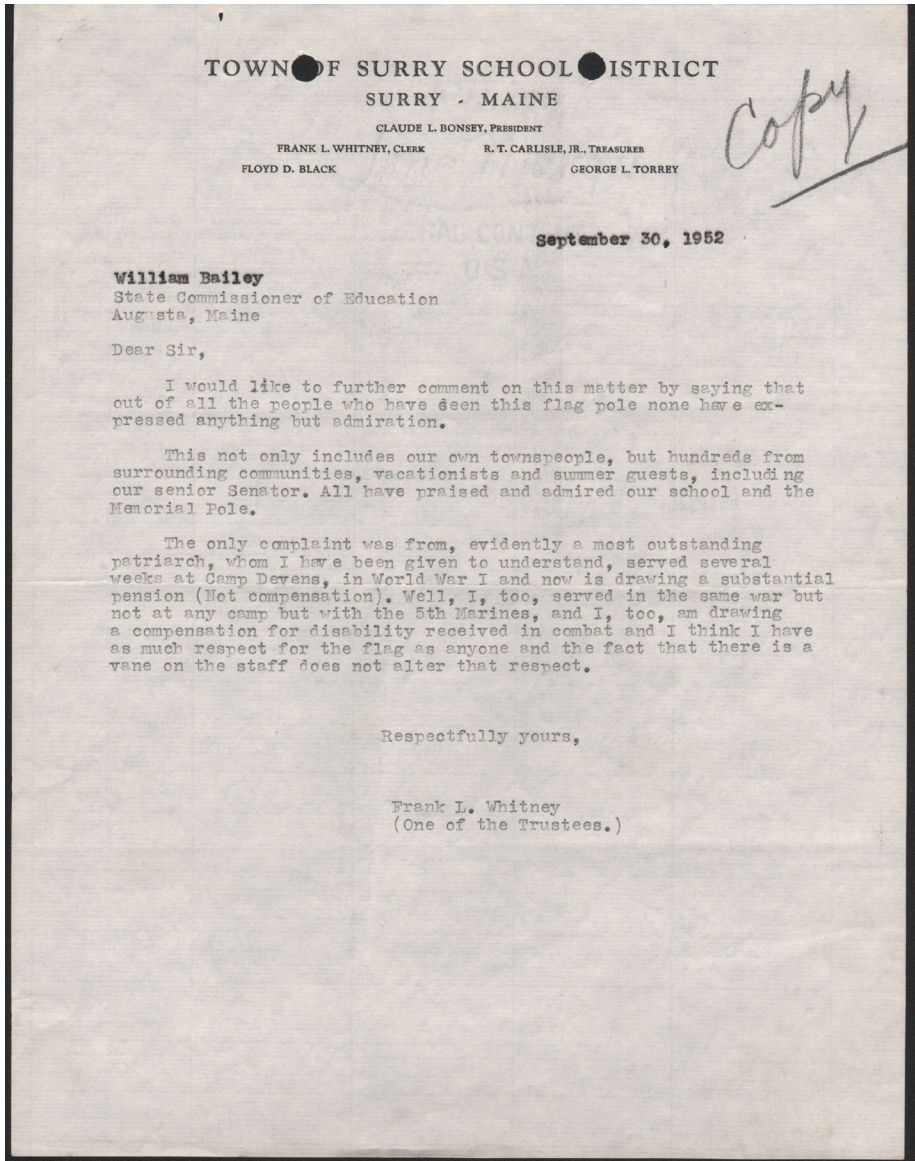 TOWN OF SURRY SCHOOL DISTRICT
SURRY - MAINE
Copy
CLAUDE L. BONSEY, PRESIDENT
FRANK L. WHITNEY, CLERK R. T. CARLISLE, JR., TREASURER
FLOYD D. BLACK GEORGE L. TORREY
September 30, 1952
William Bailey
State Commissioner of Education
Augusta, Maine
Dear Sir,
I would like to further comment on this matter by saying that
out of all the people who have seen this flag pole none have ex-
pressed anything but admiration.
This not only includes our own townspeople, but hundreds from
surrounding communities, vacationists and summer guests, including
our senior Senator. All have praised and admired our school and the
Memorial Pole.
The only complaint was from, evidently a most outstanding
patriarch, whom I have been given to understand, served several
weeks at Camp Devens, in World War I and now is drawing a substantial
pension (Not compensation). Well, I, too, served in the same war but
not at any camp but with the 5th Marines, and I, too, am drawing
a compensation for disability received in combat and I think I have
as much respect for the flag as anyone and the fact that there is a
vane on the staff does not alter that respect.
Respectfully yours,
Frank L. Whitney
(One of the Trustees.)